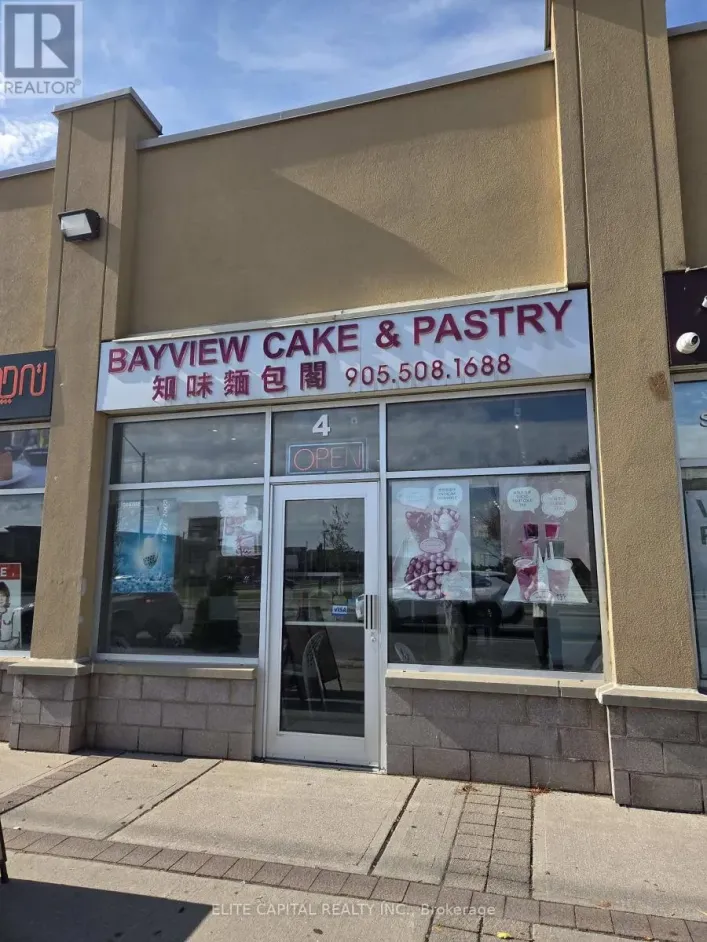 R
REALTOR®
BAYVIEW CAKE & PASTRY
知味麵包閣 905.508.1688
4
OPEN
VISA
ELITE CAPITAL REALTY INC., Brokerage